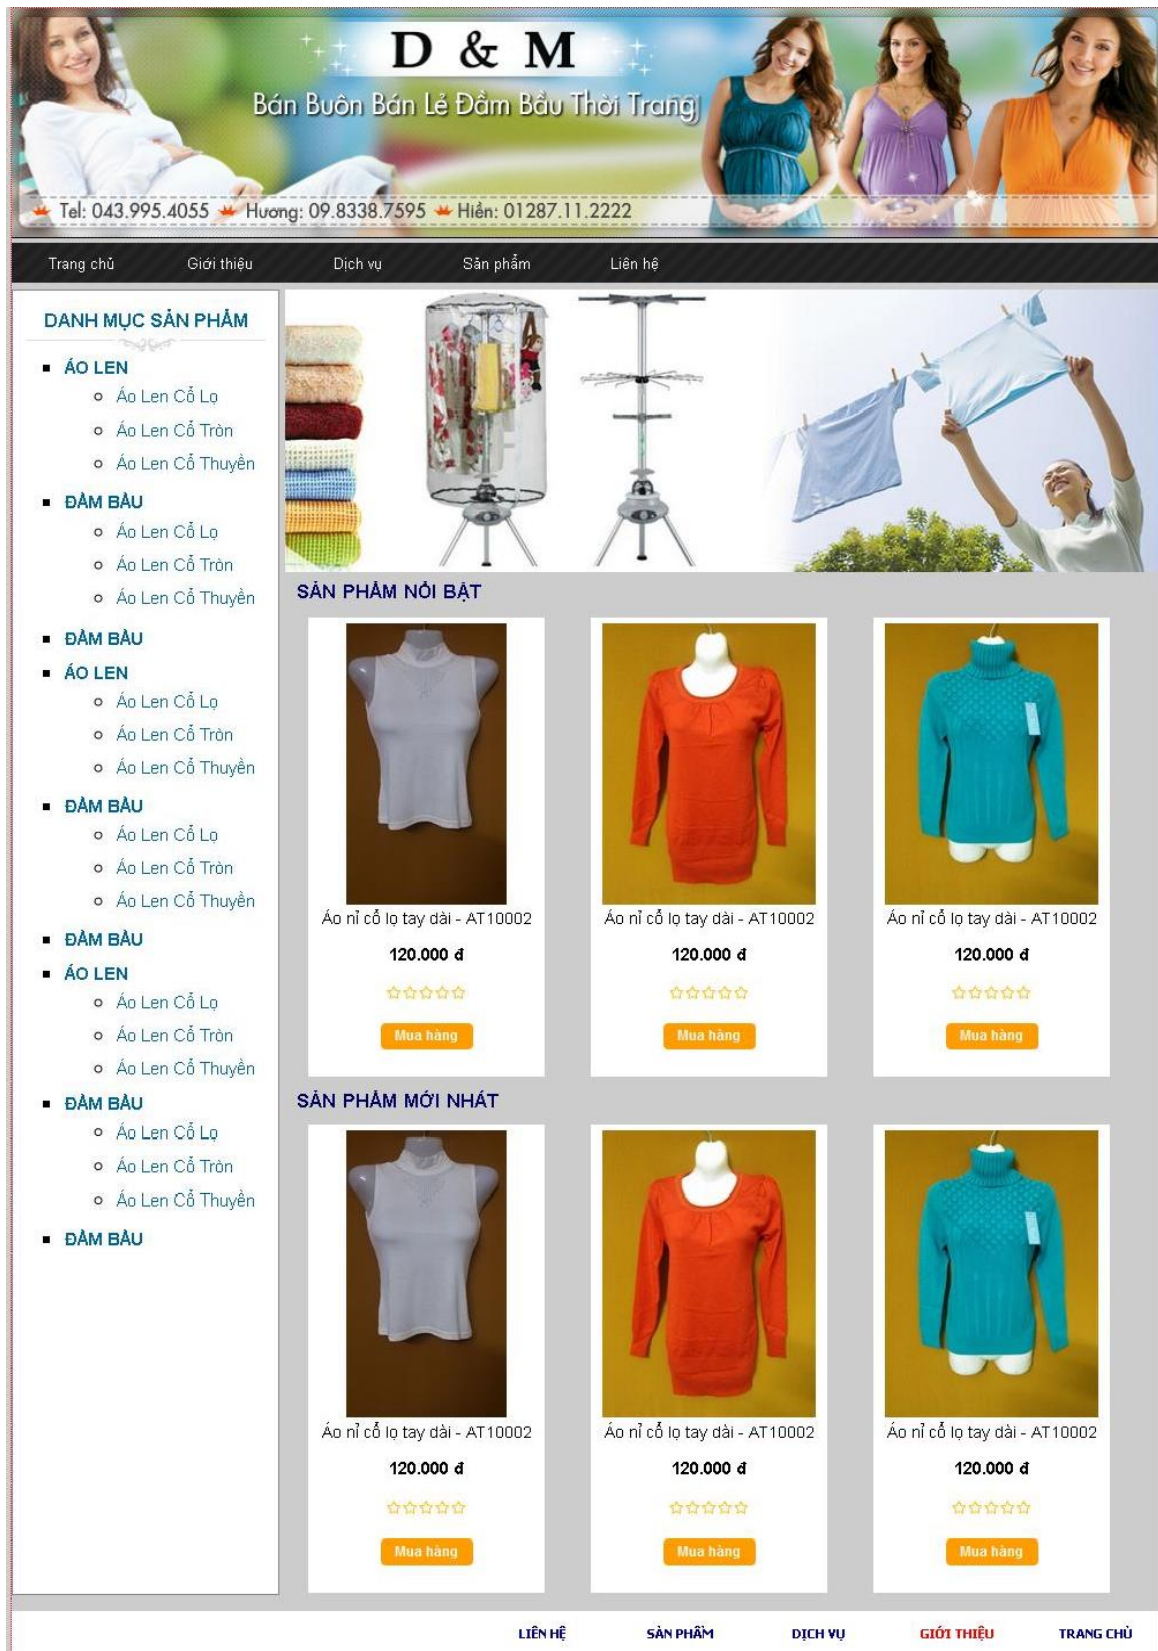 D & M
Bán Buôn Bán Lẻ Đầm Bầu Thời Trang
Tel: 043.995.4055 Hương: 09.8338.7595 Hiền: 01287.11.2222
Trang chủ Giới thiệu Dịch vụ Sản phẩm Liên hệ
DANH MỤC SẢN PHẨM
ÁO LEN
Áo Len Cổ Lọ
Áo Len Cổ Tròn
Áo Len Cổ Thuyền
ĐẦM BẦU
Áo Len Cổ Lọ
Áo Len Cổ Tròn
Áo Len Cổ Thuyền
ĐẦM BẦU
ÁO LEN
Áo Len Cổ Lọ
Áo Len Cổ Tròn
Áo Len Cổ Thuyền
ĐẦM BẦU
Áo Len Cổ Lọ
Áo Len Cổ Tròn
Áo Len Cổ Thuyền
ĐẦM BẦU
ÁO LEN
Áo Len Cổ Lọ
Áo Len Cổ Tròn
Áo Len Cổ Thuyền
ĐẦM BẦU
Áo Len Cổ Lọ
Áo Len Cổ Tròn
Áo Len Cổ Thuyền
ĐẦM BẦU
SẢN PHẨM NỔI BẬT
Áo nỉ cổ lọ tay dài - AT10002 Áo nỉ cổ lọ tay dài - AT10002 Áo nỉ cổ lọ tay dài - AT10002
120.000 đ 120.000 đ 120.000 đ
Mua hàng Mua hàng Mua hàng
SẢN PHẨM MỚI NHẤT
Áo nỉ cổ lọ tay dài - AT10002 Áo nỉ cổ lọ tay dài - AT10002 Áo nỉ cổ lọ tay dài - AT10002
120.000 đ 120.000 đ 120.000 đ
Mua hàng Mua hàng Mua hàng
LIÊN HỆ SẢN PHẨM DỊCH VỤ GIỚI THIỆU TRANG CHỦ